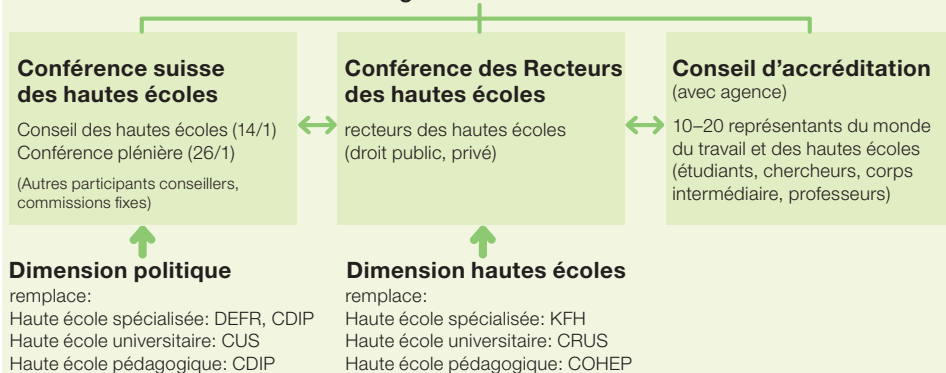 Conférence suisse
des hautes écoles
Conseil des hautes écoles (14/1)
Conférence plénière (26/1)
(Autres participants conseillers,
commissions fixes)
Conférence des Recteurs
des hautes écoles
recteurs des hautes écoles
(droit public, privé)
Conseil d’accréditation
(avec agence)
10–20 représentants du monde
du travail et des hautes écoles
(étudiants, chercheurs, corps
intermédiaire, professeurs)
Dimension politique
remplace:
Haute école spécialisée: DEFR, CDIP
Haute école universitaire: CUS
Haute école pédagogique: CDIP
Dimension hautes écoles
remplace:
Haute école spécialisée: KFH
Haute école universitaire: CRUS
Haute école pédagogique: COHEP